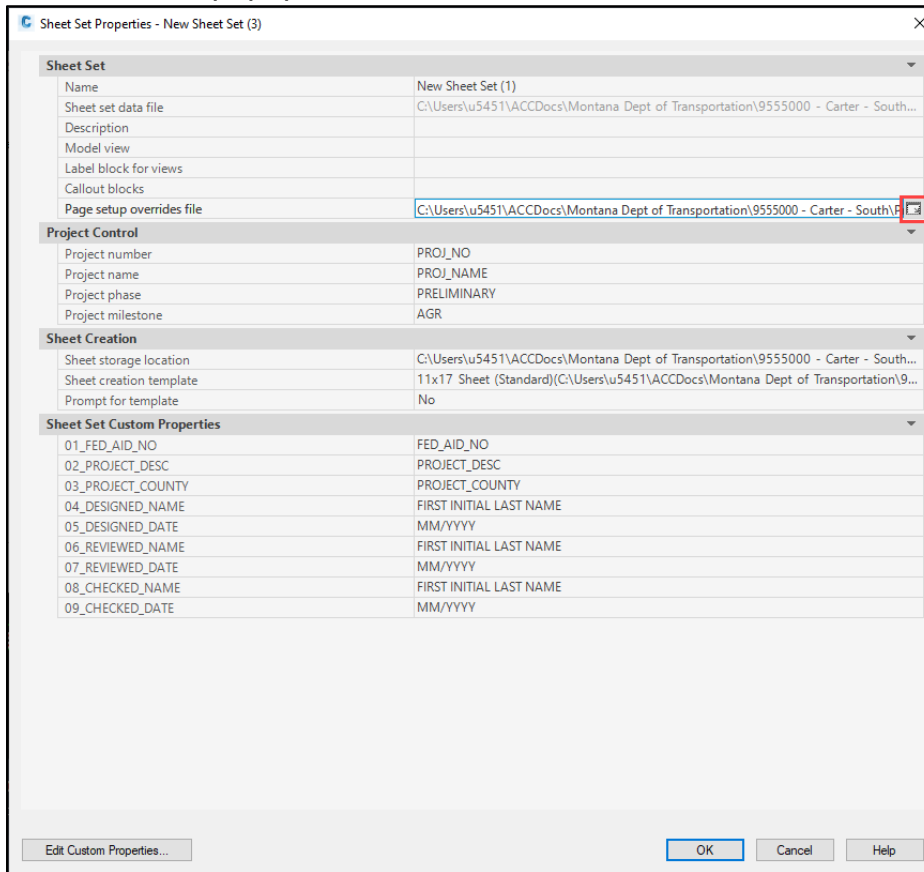 C Sheet Set Properties - New Sheet Set (3)
Sheet Set
Name New Sheet Set (1)
Sheet set data file C:\Users\u5451\ACCDocs\Montana Dept of Transportation\9555000 - Carter - South...
Description
Model view
Label block for views
Callout blocks
Page setup overrides file C:\Users\u5451\ACCDocs\Montana Dept of Transportation\9555000 - Carter - South\P
Project Control
Project number PROJ_NO
Project name PROJ_NAME
Project phase PRELIMINARY
Project milestone AGR
Sheet Creation
Sheet storage location C:\Users\u5451\ACCDocs\Montana Dept of Transportation\9555000 - Carter - South...
Sheet creation template 11x17 Sheet (Standard)(C:\Users\u5451\ACCDocs\Montana Dept of Transportation\9...
Prompt for template No
Sheet Set Custom Properties
01_FED_AID_NO FED_AID_NO
02_PROJECT_DESC PROJECT_DESC
03_PROJECT_COUNTY PROJECT_COUNTY
04_DESIGNED_NAME FIRST INITIAL LAST NAME
05_DESIGNED_DATE MM/YYYY
06_REVIEWED_NAME FIRST INITIAL LAST NAME
07_REVIEWED_DATE MM/YYYY
08_CHECKED_NAME FIRST INITIAL LAST NAME
09_CHECKED_DATE MM/YYYY
Edit Custom Properties... OK Cancel Help